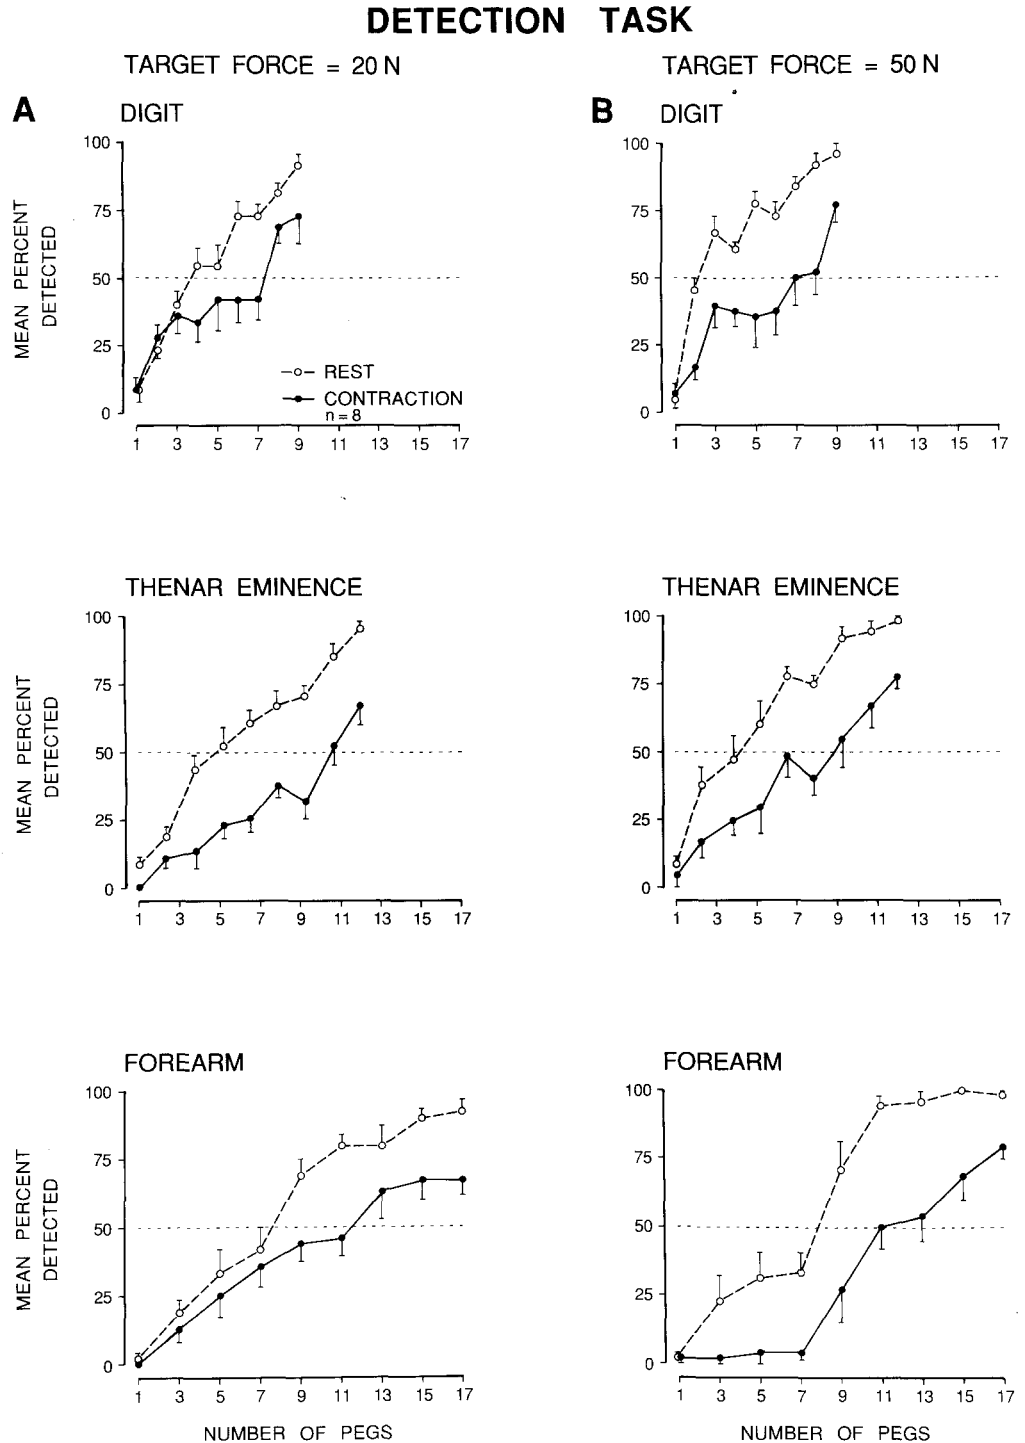 DETECTION TASK
TARGET FORCE = 20 N
TARGET FORCE = 50 N
A
DIGIT
100
75
50
25
0
MEAN PERCENT
DETECTED
REST
CONTRACTION
n = 8
1 3 5 7 9 11 13 15 17
B
DIGIT
100
75
50
25
0
1 3 5 7 9 11 13 15 17
THENAR EMINENCE
100
75
50
25
0
MEAN PERCENT
DETECTED
1 3 5 7 9 11 13 15 17
THENAR EMINENCE
100
75
50
25
0
1 3 5 7 9 11 13 15 17
FOREARM
100
75
50
25
0
MEAN PERCENT
DETECTED
1 3 5 7 9 11 13 15 17
NUMBER OF PEGS
FOREARM
100
75
50
25
0
1 3 5 7 9 11 13 15 17
NUMBER OF PEGS